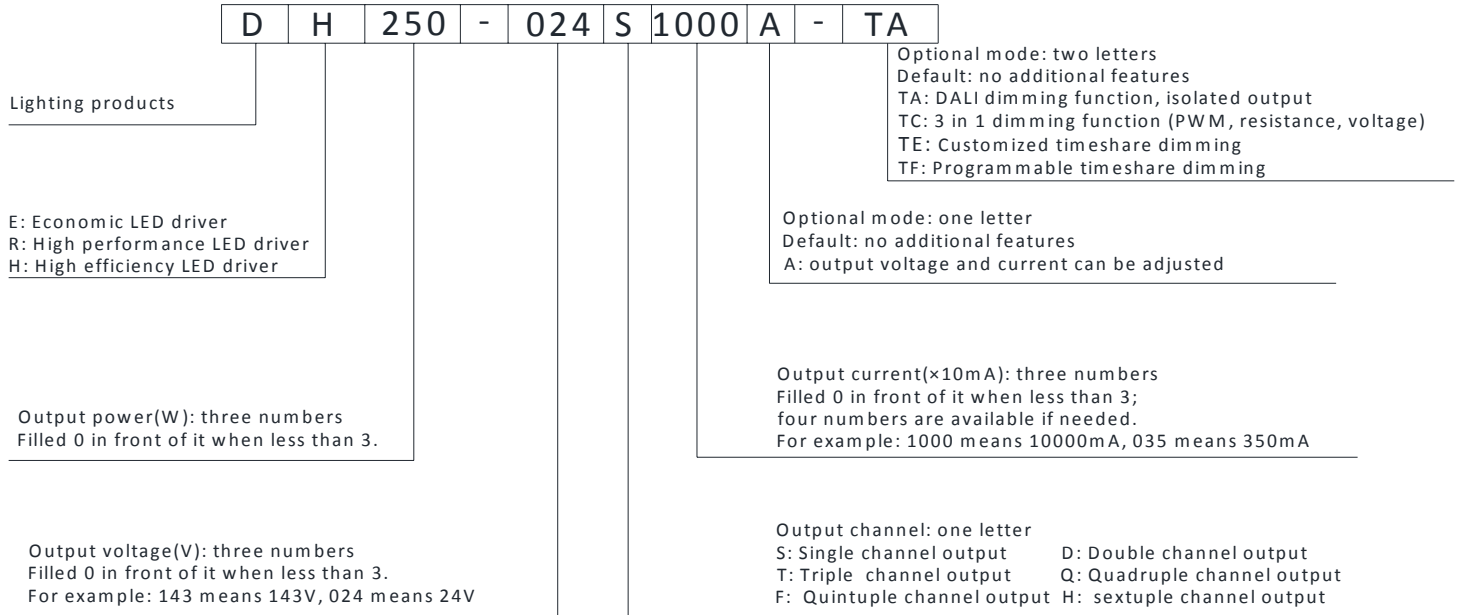 D H 250 - 024 S 1000 A - TA
Optional mode: two letters
Default: no additional features
TA: DALI dimming function, isolated output
TC: 3 in 1 dimming function (PWM, resistance, voltage)
TE: Customized timeshare dimming
TF: Programmable timeshare dimming
Lighting products
E: Economic LED driver
R: High performance LED driver
H: High efficiency LED driver
Optional mode: one letter
Default: no additional features
A: output voltage and current can be adjusted
Output power(W): three numbers
Filled 0 in front of it when less than 3.
Output current(×10mA): three numbers
Filled 0 in front of it when less than 3;
four numbers are available if needed.
For example: 1000 means 10000mA, 035 means 350mA
Output voltage(V): three numbers
Filled 0 in front of it when less than 3.
For example: 143 means 143V, 024 means 24V
Output channel: one letter
S: Single channel output D: Double channel output
T: Triple channel output Q: Quadruple channel output
F: Quintuple channel output H: sextuple channel output